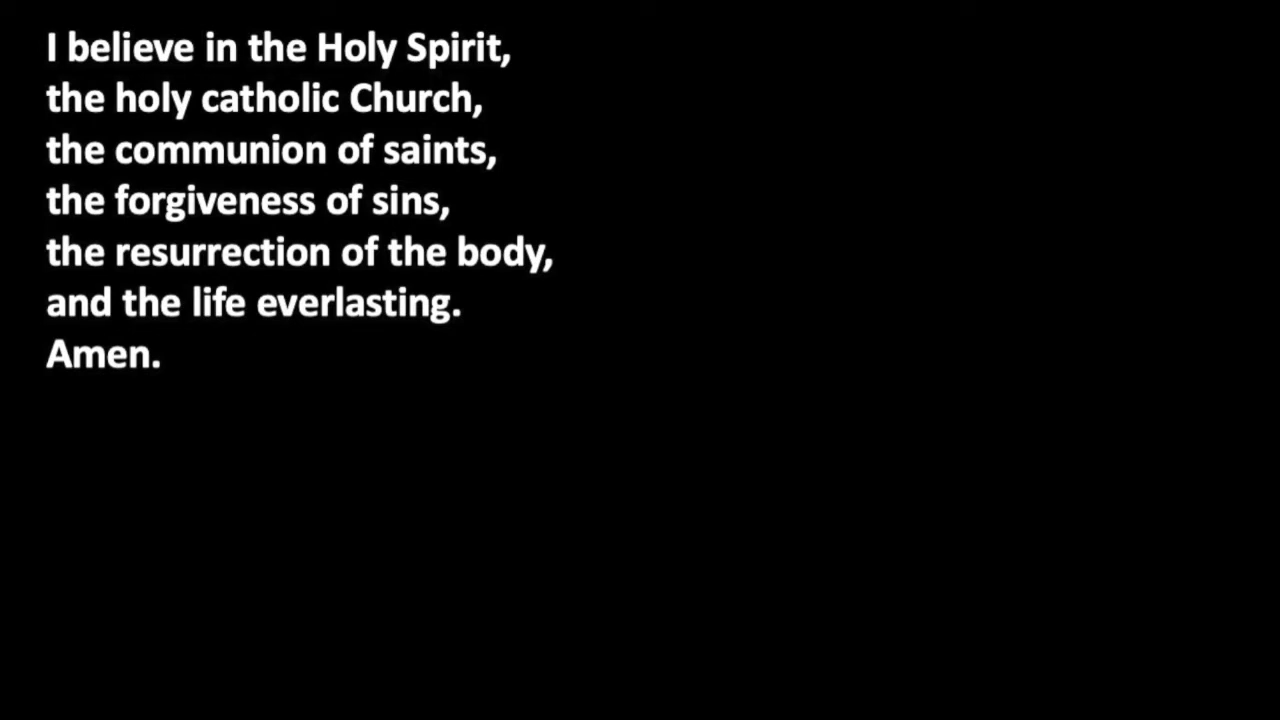 I believe in the Holy Spirit,
the holy catholic Church,
the communion of saints,
the forgiveness of sins,
the resurrection of the body,
and the life everlasting.
Amen.